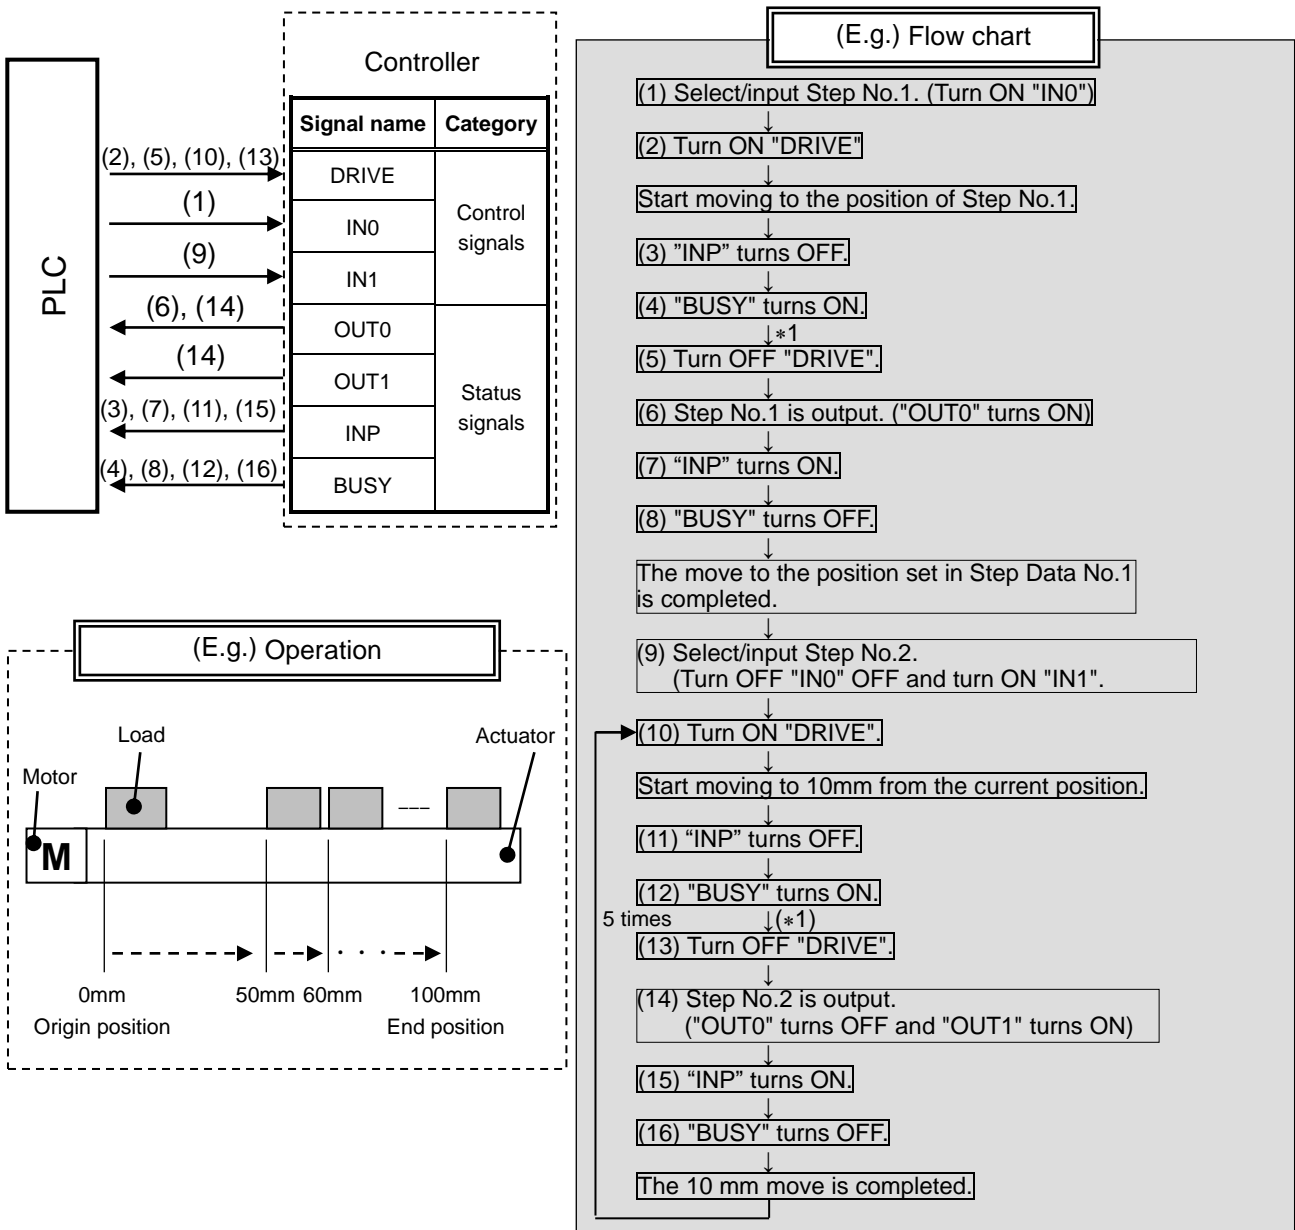 Controller
PLC
Signal name Category
DRIVE
IN0
IN1
OUT0
OUT1
INP
BUSY
Control
signals
Status
signals
(2), (5), (10), (13)
(1)
(9)
(6), (14)
(14)
(3), (7), (11), (15)
(4), (8), (12), (16)
(E.g.) Operation
Load
Actuator
Motor
M
0mm
50mm 60mm
100mm
Origin position
End position
(E.g.) Flow chart
(1) Select/input Step No.1. (Turn ON "IN0")
↓
(2) Turn ON "DRIVE"
↓
Start moving to the position of Step No.1.
↓
(3) "INP" turns OFF.
↓
(4) "BUSY" turns ON.
↓∗1
(5) Turn OFF "DRIVE".
↓
(6) Step No.1 is output. ("OUT0" turns ON)
↓
(7) “INP” turns ON.
↓
(8) "BUSY" turns OFF.
↓
The move to the position set in Step Data No.1
is completed.
↓
(9) Select/input Step No.2.
(Turn OFF "IN0" OFF and turn ON "IN1".
↓
(10) Turn ON "DRIVE".
↓
Start moving to 10mm from the current position.
↓
(11) “INP” turns OFF.
↓
(12) "BUSY" turns ON.
5 times ↓(∗1)
(13) Turn OFF "DRIVE".
↓
(14) Step No.2 is output.
("OUT0" turns OFF and "OUT1" turns ON)
↓
(15) “INP” turns ON.
↓
(16) "BUSY" turns OFF.
↓
The 10 mm move is completed.